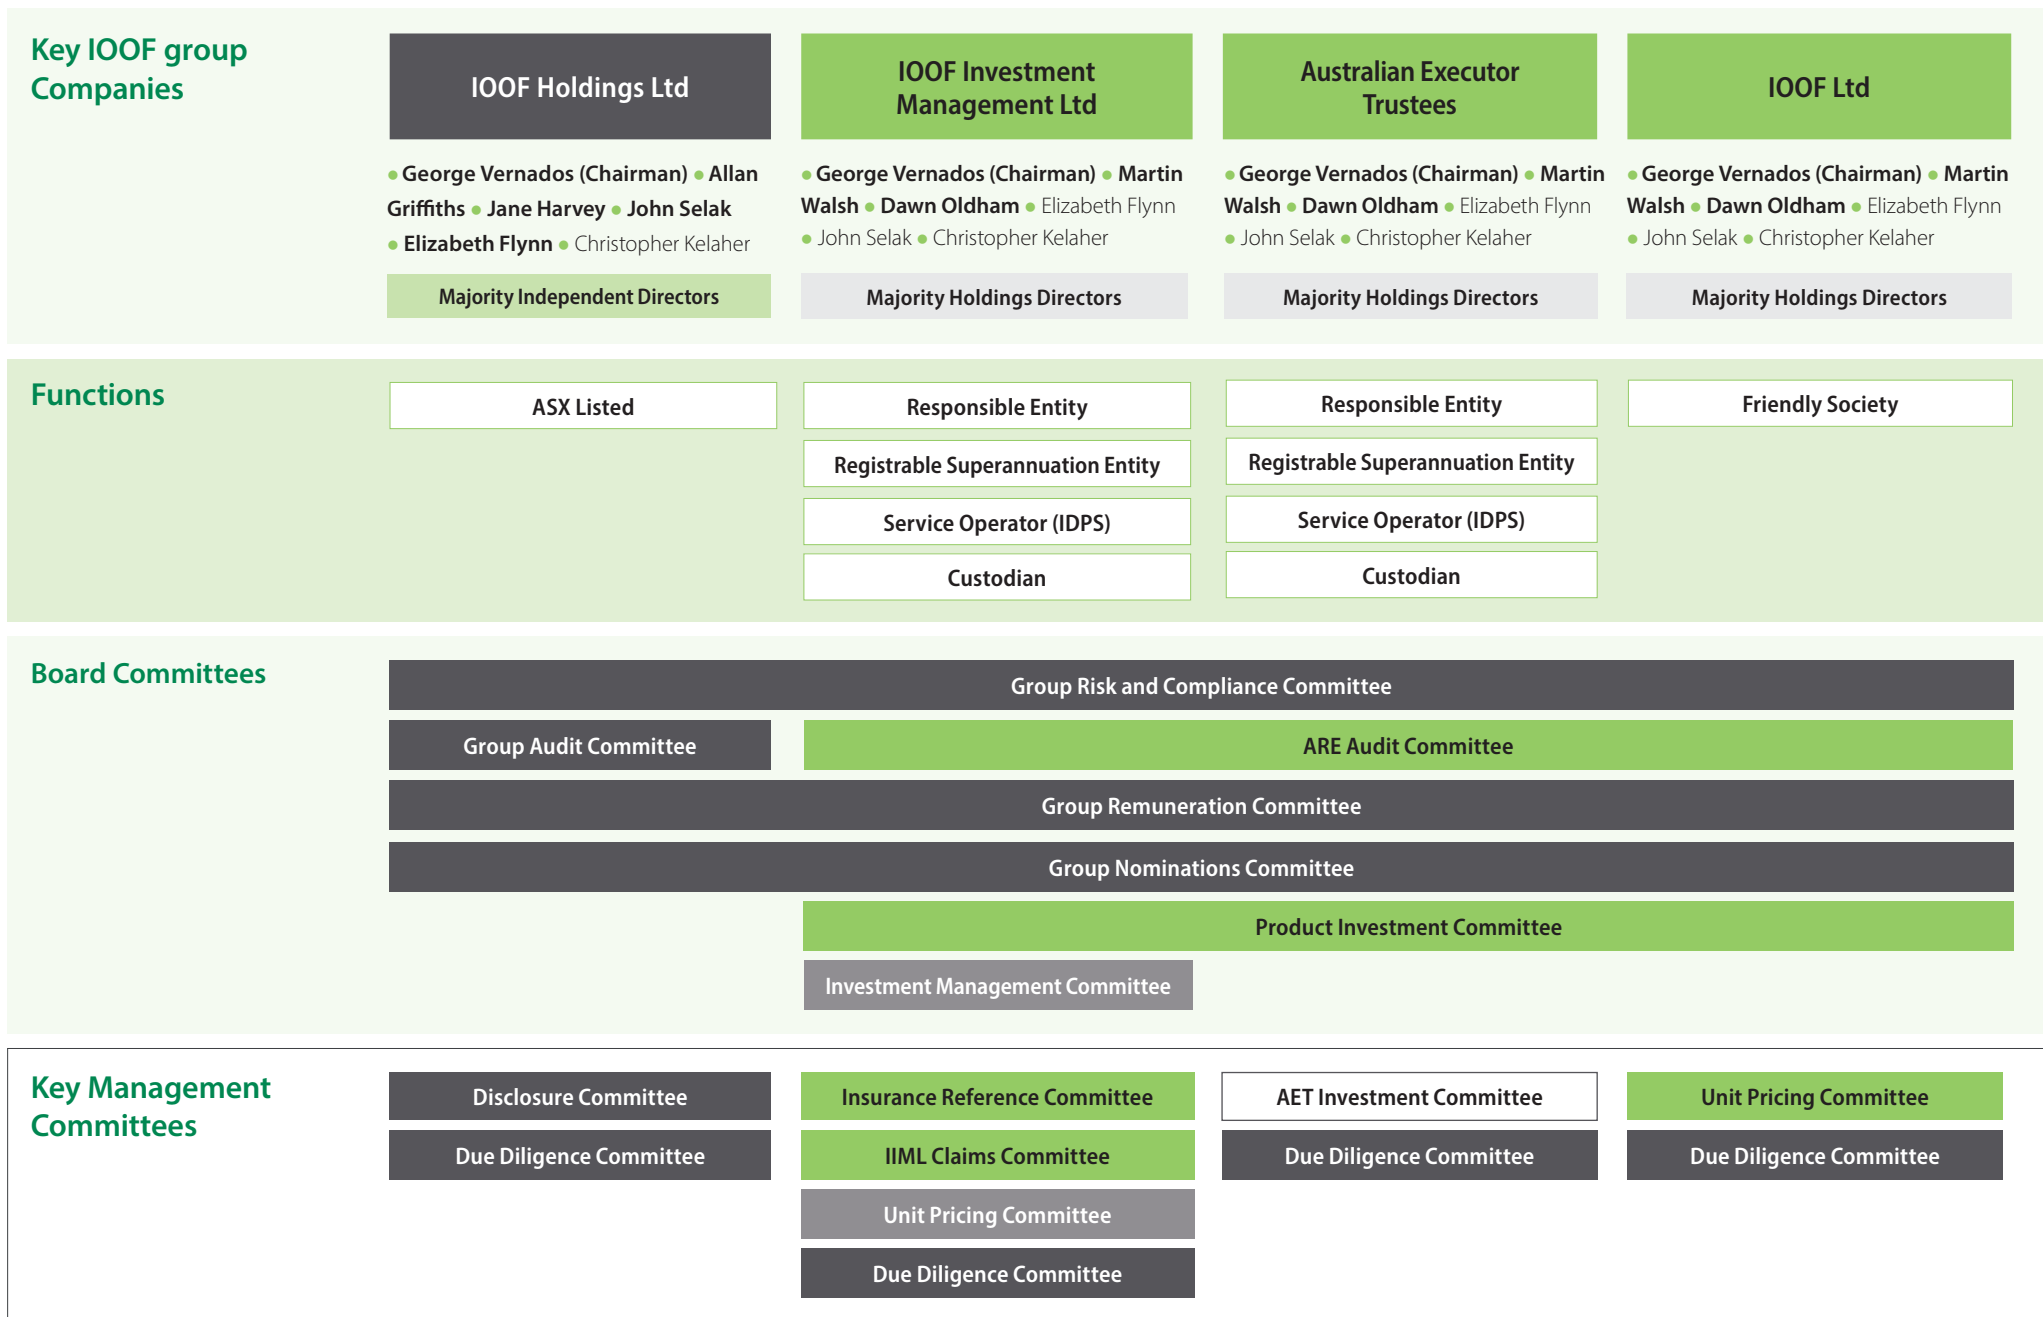 Key IOOF group
Companies
IOOF Holdings Ltd
IOOF Investment
Management Ltd
Australian Executor
Trustees
IOOF Ltd
• George Vernados (Chairman) • Allan
Griffiths • Jane Harvey • John Selak
• Elizabeth Flynn • Christopher Kelaher
• George Vernados (Chairman) • Martin
Walsh • Dawn Oldham • Elizabeth Flynn
• John Selak • Christopher Kelaher
• George Vernados (Chairman) • Martin
Walsh • Dawn Oldham • Elizabeth Flynn
• John Selak • Christopher Kelaher
• George Vernados (Chairman) • Martin
Walsh • Dawn Oldham • Elizabeth Flynn
• John Selak • Christopher Kelaher
Majority Independent Directors
Majority Holdings Directors
Majority Holdings Directors
Majority Holdings Directors
Functions
ASX Listed
Responsible Entity
Registrable Superannuation Entity
Service Operator (IDPS)
Custodian
Responsible Entity
Registrable Superannuation Entity
Service Operator (IDPS)
Custodian
Friendly Society
Board Committees
Group Risk and Compliance Committee
Group Audit Committee
ARE Audit Committee
Group Remuneration Committee
Group Nominations Committee
Product Investment Committee
Investment Management Committee
Key Management
Committees
Disclosure Committee
Due Diligence Committee
Insurance Reference Committee
IIML Claims Committee
Unit Pricing Committee
Due Diligence Committee
AET Investment Committee
Due Diligence Committee
Unit Pricing Committee
Due Diligence Committee